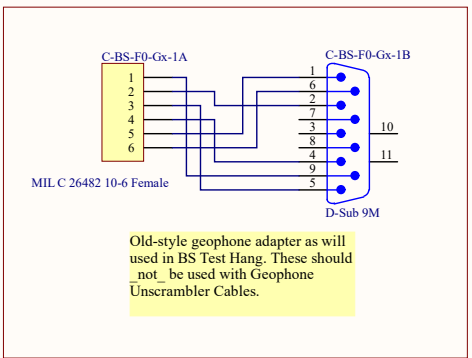 C-BS-F0-Gx-1A
C-BS-F0-Gx-1B
1
2
3
4
5
6
1
6
2
7
3
8
4
9
5
10
11
MIL C 26482 10-6 Female
D-Sub 9M
Old-style geophone adapter as will
used in BS Test Hang. These should
_not_ be used with Geophone
Unscrambler Cables.